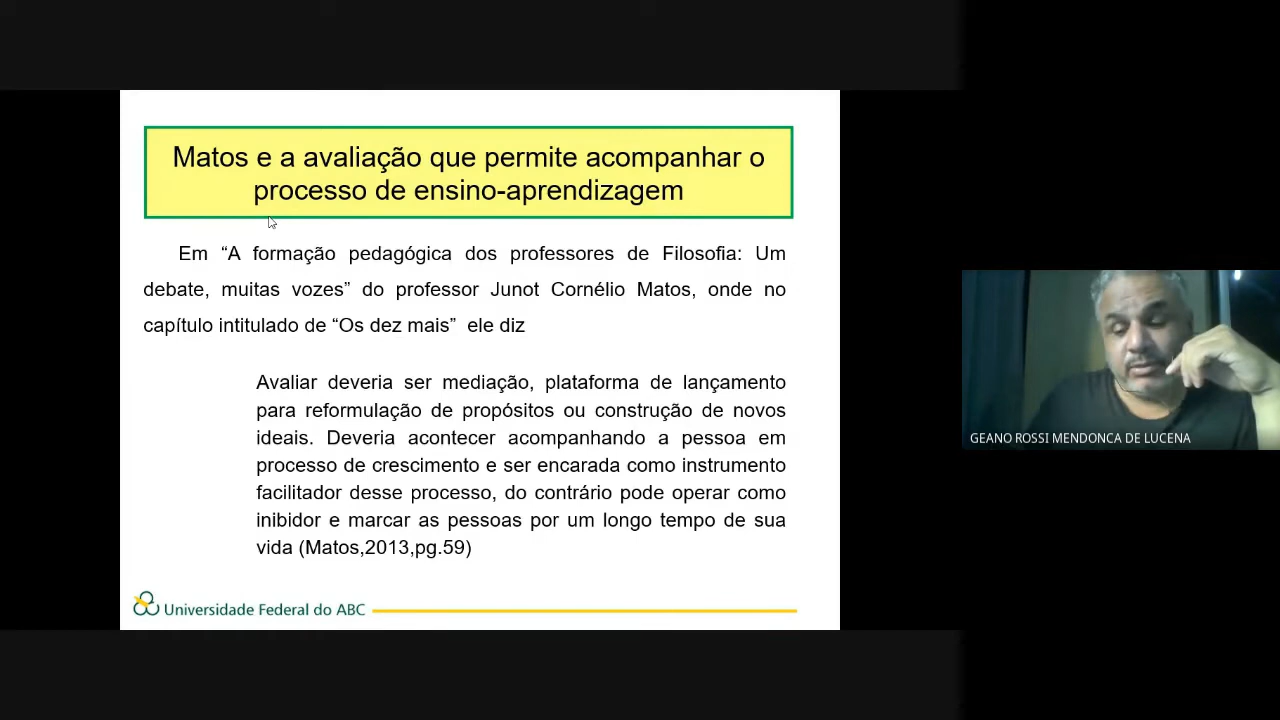 Matos e a avaliação que permite acompanhar o
processo de ensino-aprendizagem
Em “A formação pedagógica dos professores de Filosofia: Um
debate, muitas vozes” do professor Junot Cornélio Matos, onde no
capítulo intitulado de “Os dez mais” ele diz
Avaliar deveria ser mediação, plataforma de lançamento
para reformulação de propósitos ou construção de novos
ideais. Deveria acontecer acompanhando a pessoa em
processo de crescimento e ser encarada como instrumento
facilitador desse processo, do contrário pode operar como
inibidor e marcar as pessoas por um longo tempo de sua
vida (Matos,2013,pg.59)
Universidade Federal do ABC
GEANO ROSSI MENDONCA DE LUCENA